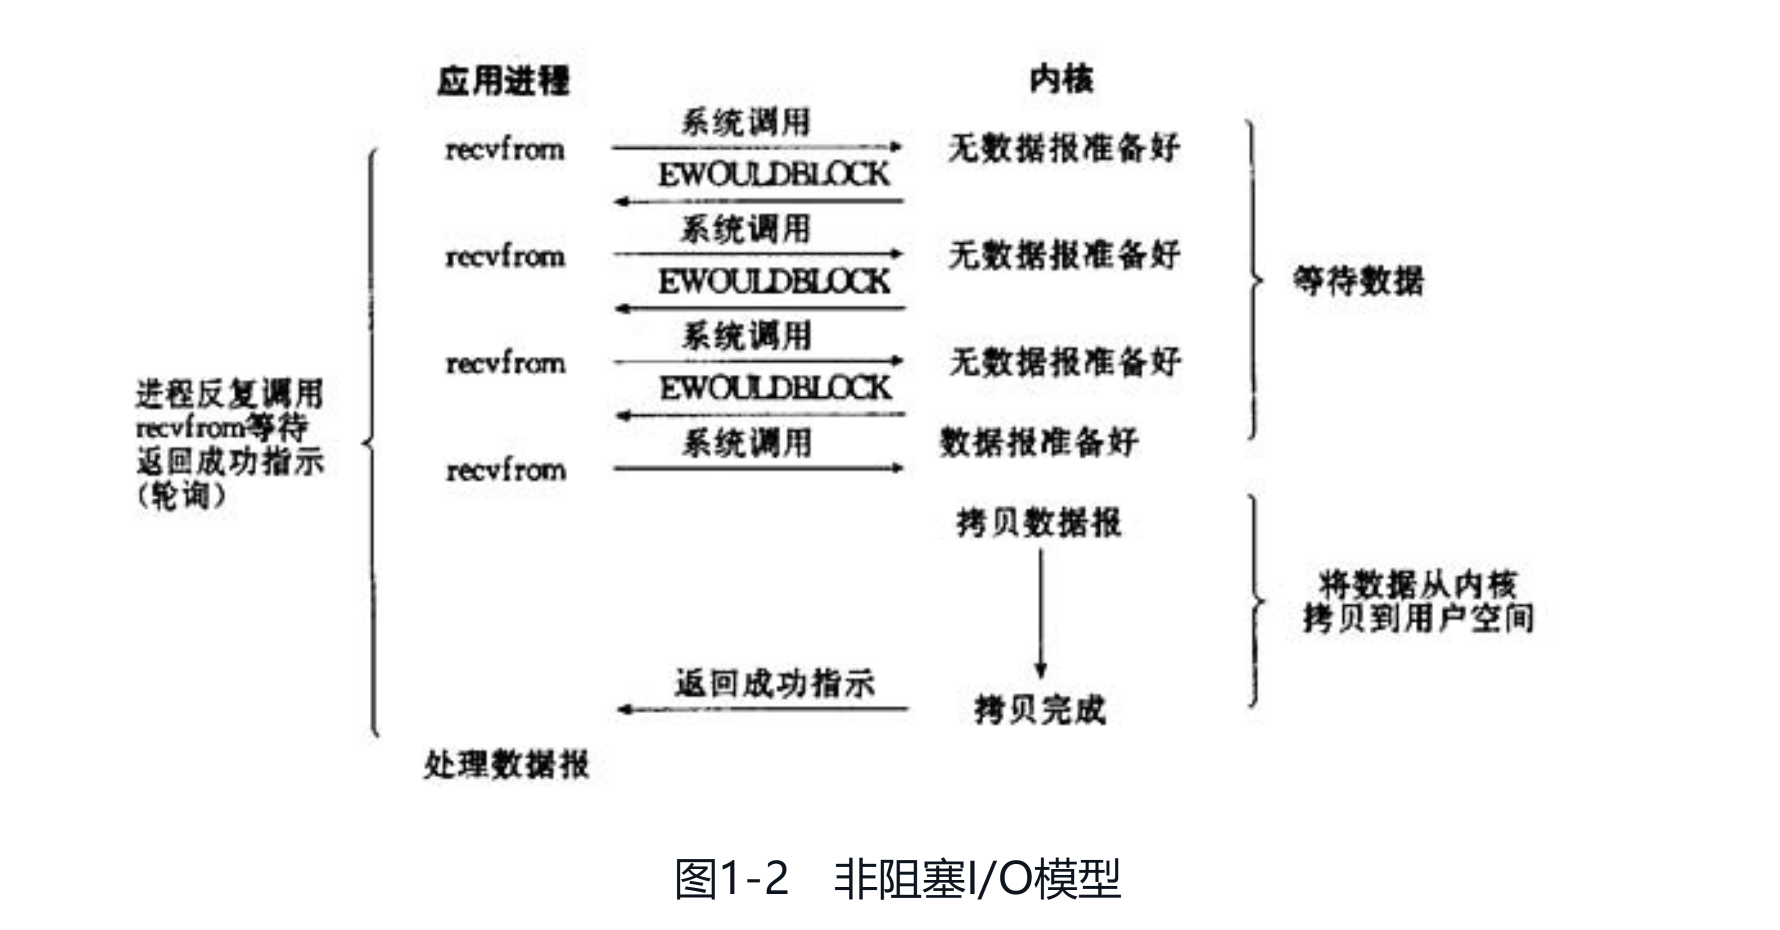 应用进程 内核
系统调用
recvfrom 无数据报准备好
EWOULDBLOCK
系统调用
recvfrom 无数据报准备好
EWOULDBLOCK
等待数据
系统调用
recvfrom 无数据报准备好
EWOULDBLOCK
进程反复调用
recvfrom等待
返回成功指示
(轮询)
系统调用 数据报准备好
recvfrom
拷贝数据报
将数据从内核
拷贝到用户空间
返回成功指示
拷贝完成
处理数据报
图1-2 非阻塞I/O模型